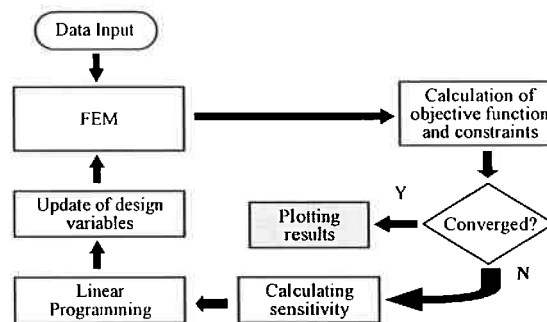 Data Input
FEM
Calculation of
objective function
and constraints
Update of design
variables
Y
Plotting
results
Converged?
N
Linear
Programming
Calculating
sensitivity